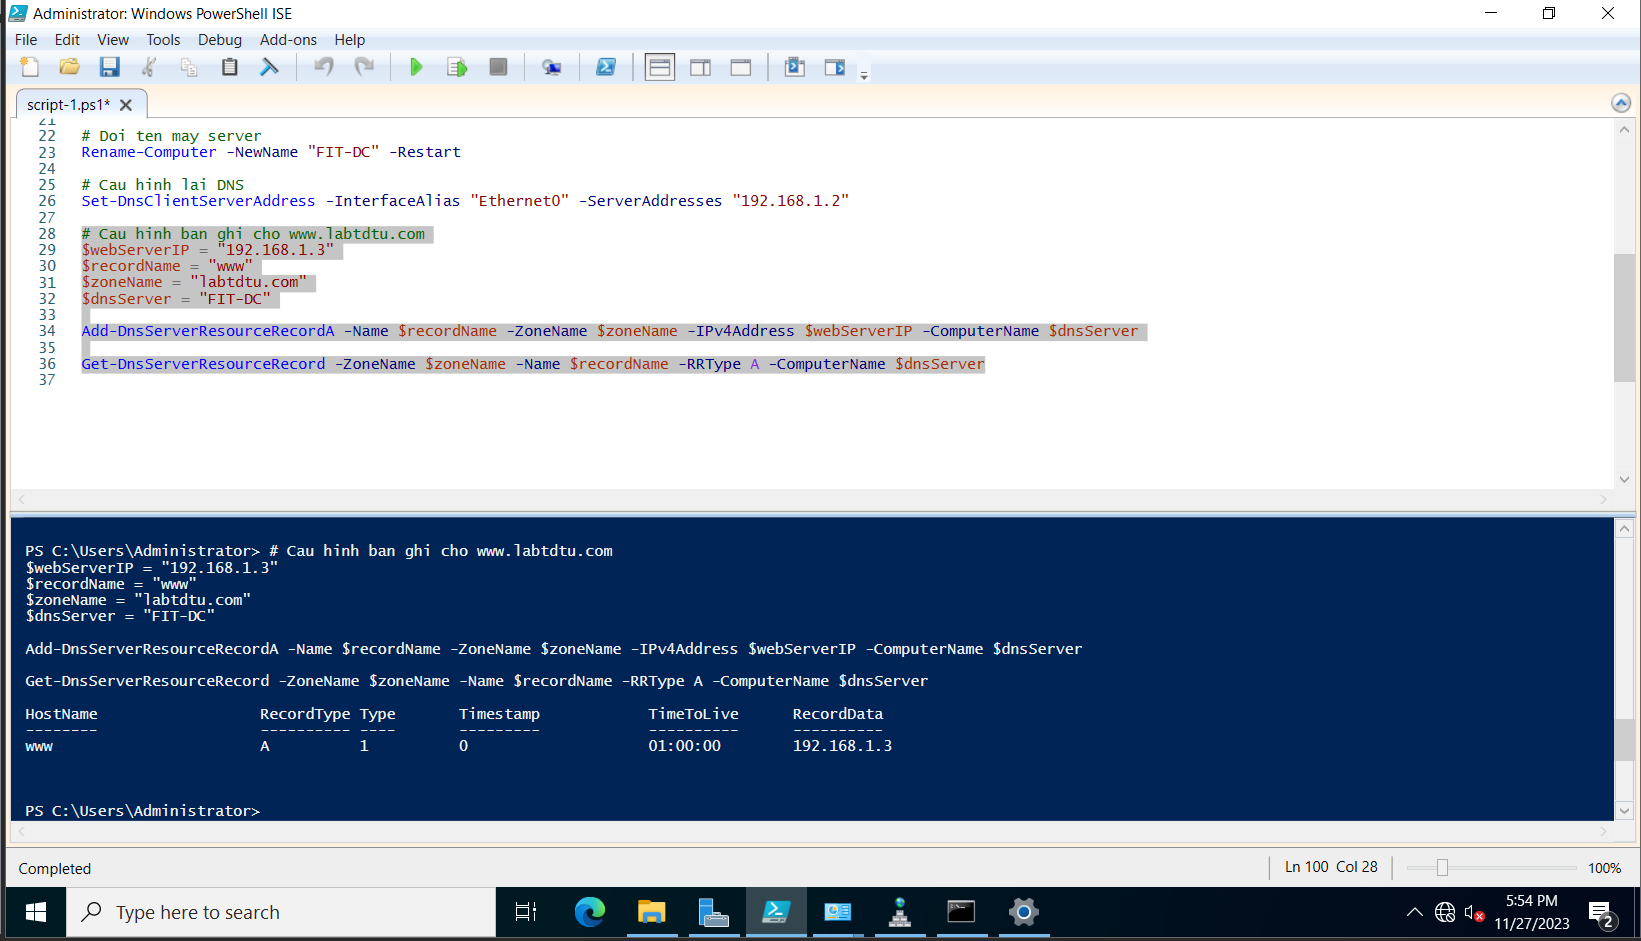 Administrator: Windows PowerShell ISE
File Edit View Tools Debug Add-ons Help
script-1.ps1*
21
22 # Doi ten may server
23 Rename-Computer -NewName "FIT-DC" -Restart
24
25 # Cau hinh lai DNS
26 Set-DnsClientServerAddress -InterfaceAlias "Ethernet0" -ServerAddresses "192.168.1.2"
27
28 # Cau hinh ban ghi cho www.labtdtu.com
29 $webServerIP = "192.168.1.3"
30 $recordName = "www"
31 $zoneName = "labtdtu.com"
32 $dnsServer = "FIT-DC"
33
34 Add-DnsServerResourceRecordA -Name $recordName -ZoneName $zoneName -IPv4Address $webServerIP -ComputerName $dnsServer
35
36 Get-DnsServerResourceRecord -ZoneName $zoneName -Name $recordName -RRType A -ComputerName $dnsServer
37
PS C:\Users\Administrator> # Cau hinh ban ghi cho www.labtdtu.com
$webServerIP = "192.168.1.3"
$recordName = "www"
$zoneName = "labtdtu.com"
$dnsServer = "FIT-DC"
Add-DnsServerResourceRecordA -Name $recordName -ZoneName $zoneName -IPv4Address $webServerIP -ComputerName $dnsServer
Get-DnsServerResourceRecord -ZoneName $zoneName -Name $recordName -RRType A -ComputerName $dnsServer
HostName RecordType Type Timestamp TimeToLive RecordData
-------- ---------- ---- --------- ---------- ----------
www A 1 0 01:00:00 192.168.1.3
PS C:\Users\Administrator>
Completed Ln 100 Col 28 100%
Type here to search
5:54 PM
11/27/2023
2